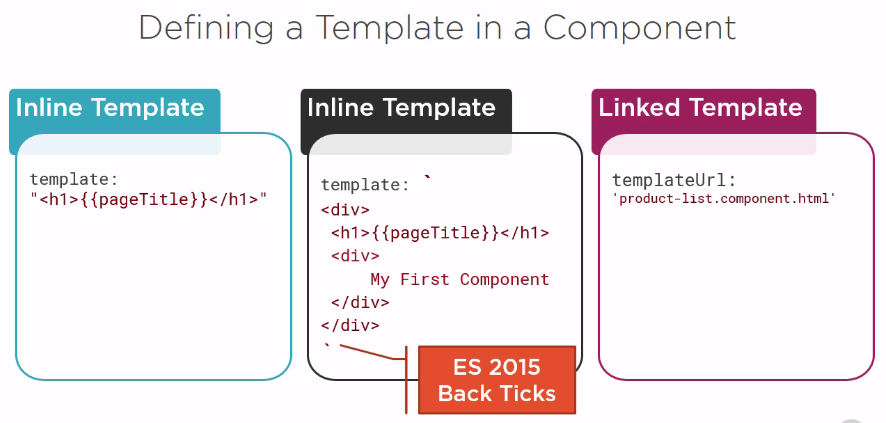 Defining a Template in a Component
Inline Template
template:
"<h1>{{pageTitle}}</h1>"
Inline Template
template: `
<div>
<h1>{{pageTitle}}</h1>
<div>
My First Component
</div>
</div>
`
ES 2015
Back Ticks
Linked Template
templateUrl:
'product-list.component.html'